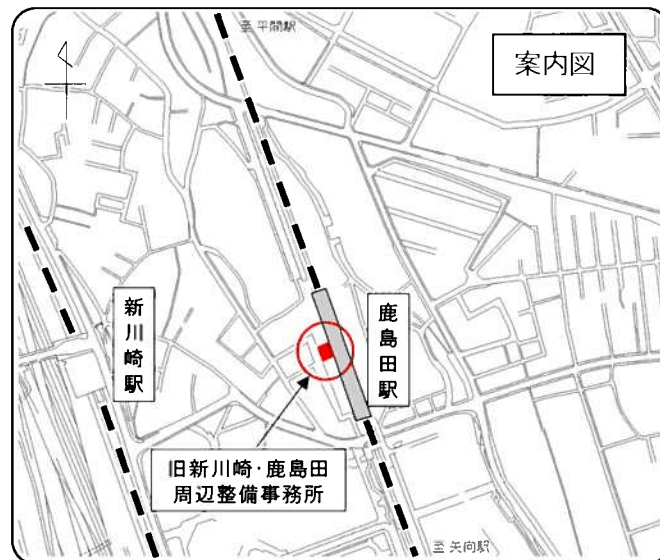 至 平間駅
案内図
新川崎駅
鹿島田駅
旧新川崎･鹿島田
周辺整備事務所
至 矢向駅